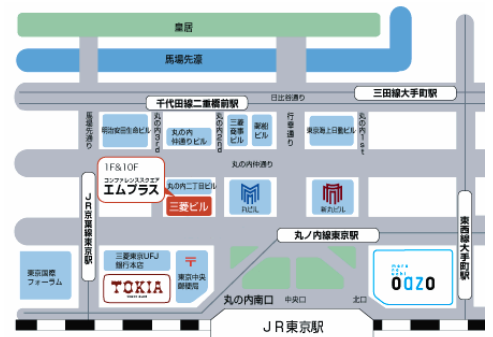 皇居
馬場先濠
三田線大手町駅
日比谷通り
千代田線二重橋前駅
馬場先通り
明治安田生命ビル
丸の内3rd
丸の内
仲通りビル
丸の内2nd
三菱
商事
ビル
郵船
ビル
行幸通り
東京海上日動ビル
丸の内1st
丸の内仲通り
1F&10F
コンファレンススクエア
エムプラス
丸の内二丁目ビル
三菱ビル
丸ビル
新丸ビル
JR京葉線東京駅
丸ノ内線東京駅
東西線大手町駅
東京国際
フォーラム
三菱東京UFJ
銀行本店
TOKIA
東京中央
郵便局
丸の内南口
中央口
北口
maru
no
uchi
OAZO
JR東京駅